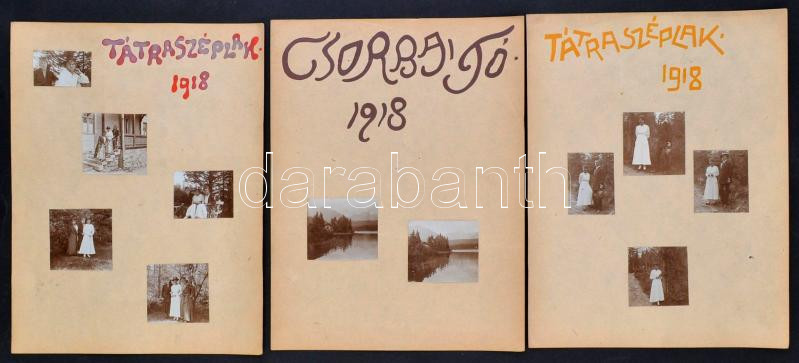 TÁTRASZÉPLAK.
1918
CSORBAI TÓ.
1918
TÁTRASZÉPLAK.
1918
darabanth